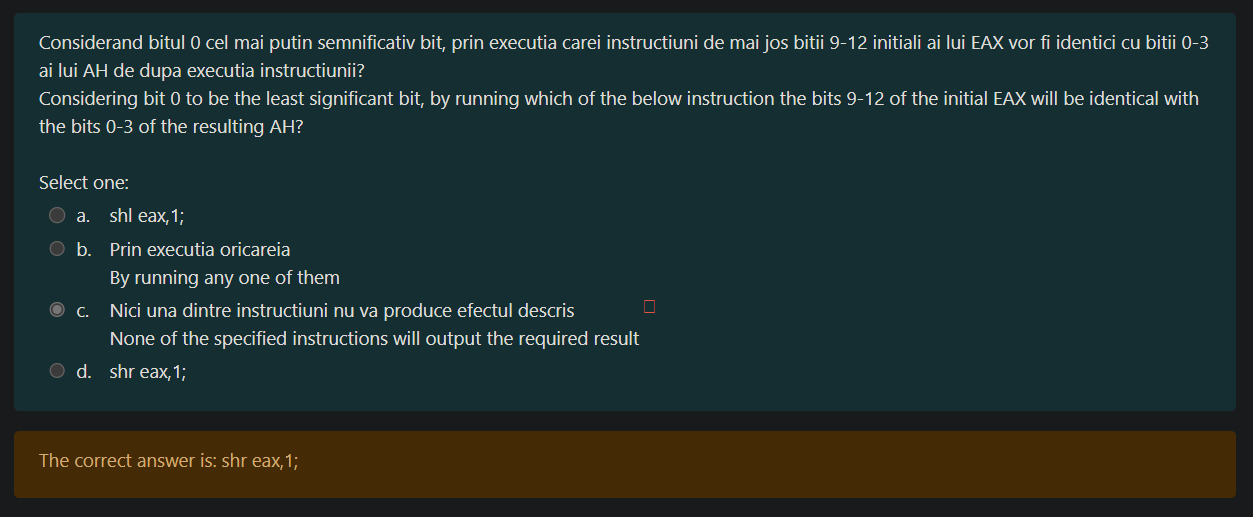 Considerand bitul 0 cel mai putin semnificativ bit, prin executia carei instructiuni de mai jos bitii 9-12 initiali ai lui EAX vor fi identici cu bitii 0-3
ai lui AH de dupa executia instructiunii?
Considering bit 0 to be the least significant bit, by running which of the below instruction the bits 9-12 of the initial EAX will be identical with
the bits 0-3 of the resulting AH?
Select one:
a. shl eax,1;
b. Prin executia oricareia
By running any one of them
c. Nici una dintre instructiuni nu va produce efectul descris
None of the specified instructions will output the required result
d. shr eax,1;
The correct answer is: shr eax,1;